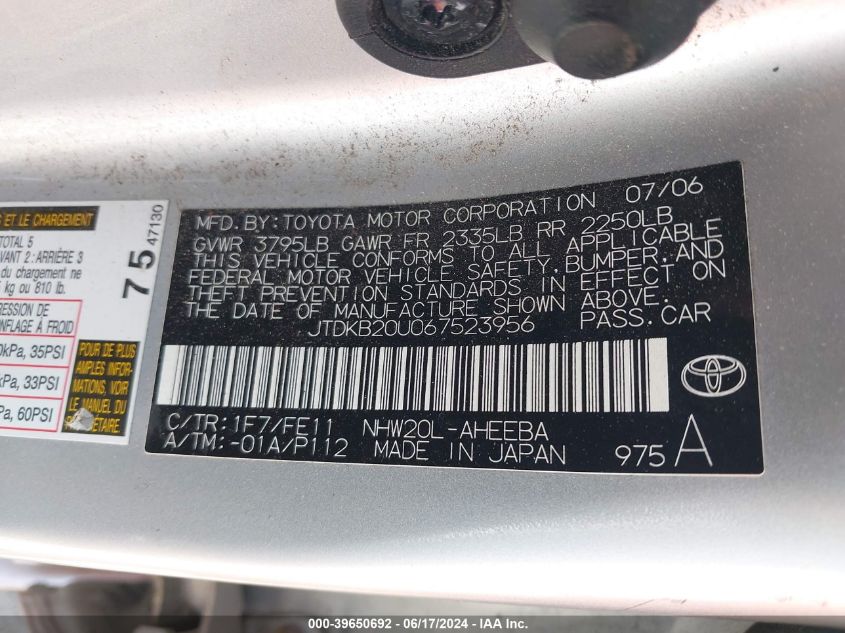 07/06
MFD. BY: TOYOTA MOTOR CORPORATION
GVWR 3795LB GAWR FR 2335LB RR 2250LB
THIS VEHICLE CONFORMS TO ALL APPLICABLE
FEDERAL MOTOR VEHICLE SAFETY, BUMPER, AND
THEFT PREVENTION STANDARDS IN EFFECT ON
THE DATE OF MANUFACTURE SHOWN ABOVE.
JTDKB20U067523956 PASS. CAR
C/TR: 1F7/FE11 NHW20L-AHEEBA
A/TM: -01A/P112 MADE IN JAPAN
975 A
S ET LE CHARGEMENT
TOTAL 5
VANT 2: ARRIÈRE 3
du chargement ne
kg ou 810 lb.
75 47130
RESSION DE
ONFLAGE À FROID
kPa, 35PSI
kPa, 33PSI
Pa, 60PSI
POUR DE PLUS
AMPLES INFOR-
MATIONS, VOIR
LE MANUEL DU
PROPRIÉTAIRE.
000-39650692 - 06/17/2024 - IAA Inc.